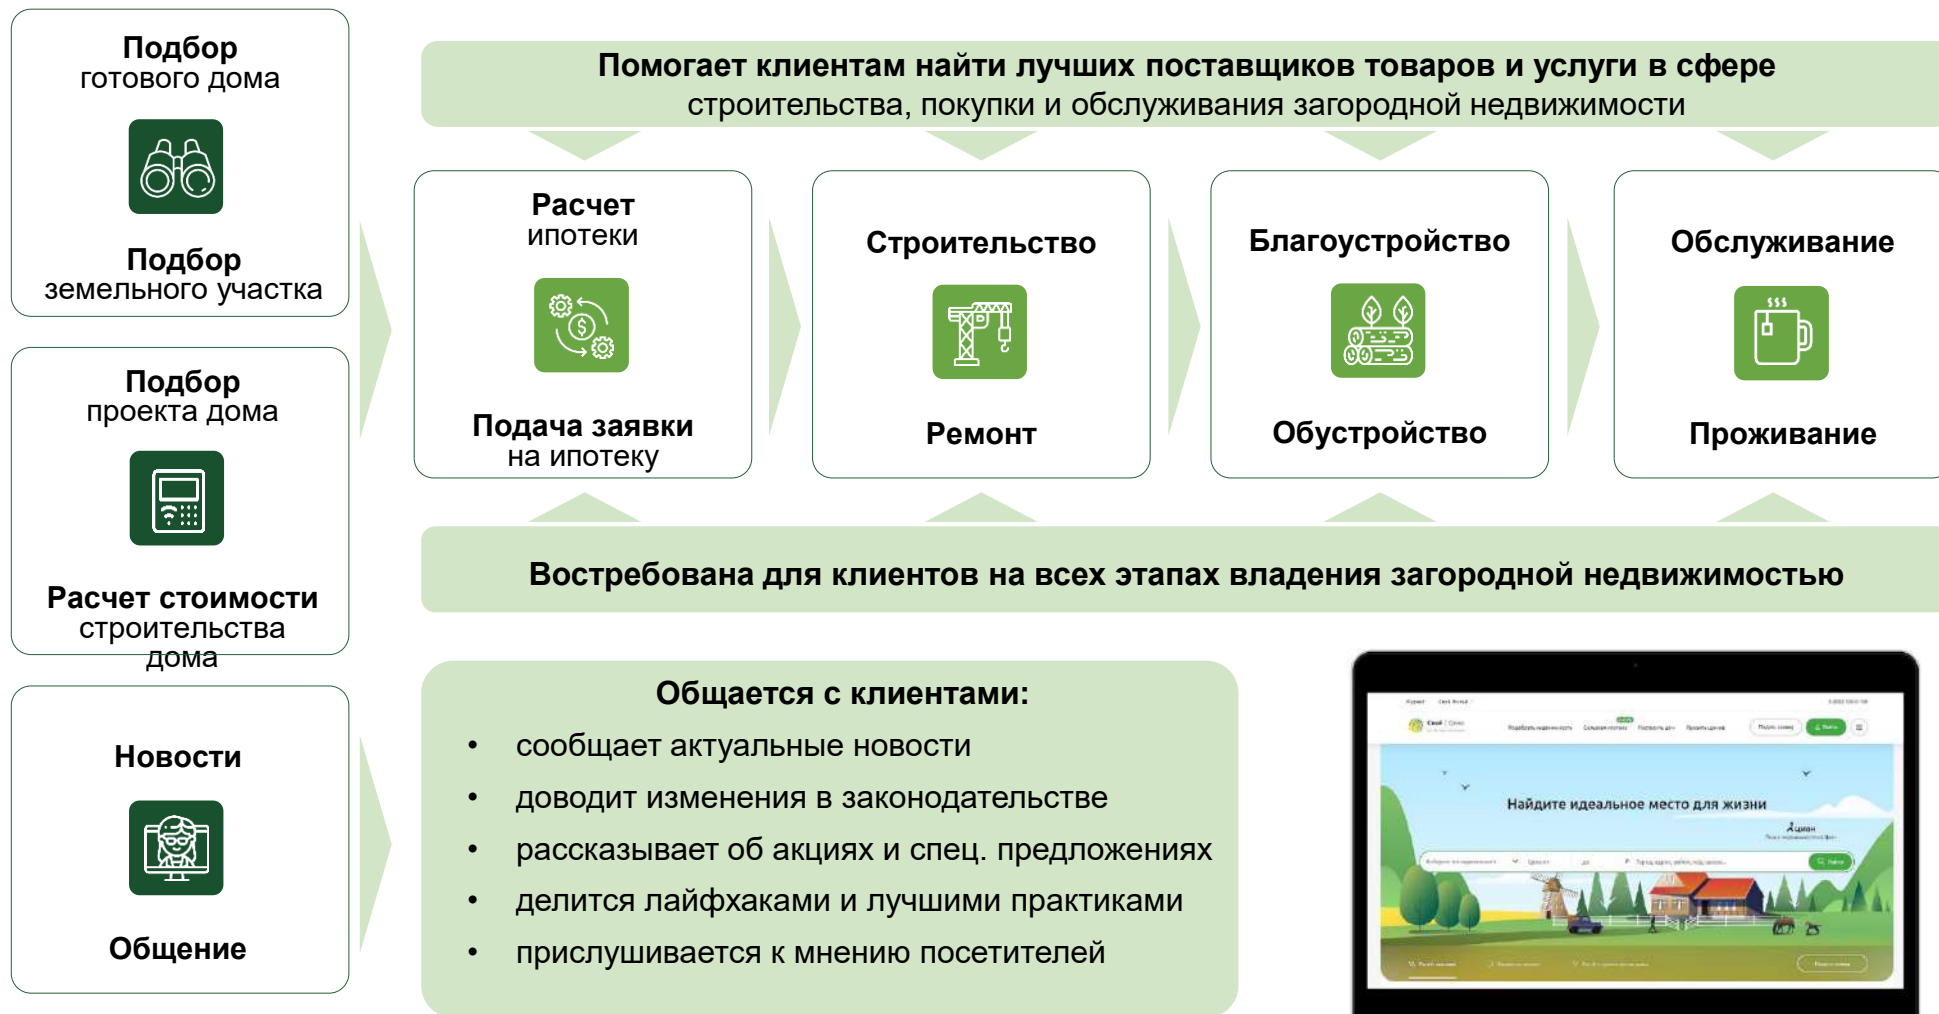 Подбор
готового дома
Подбор
земельного участка
Подбор
проекта дома
Расчет стоимости
строительства
дома
Новости
Общение
Помогает клиентам найти лучших поставщиков товаров и услуги в сфере
строительства, покупки и обслуживания загородной недвижимости
Расчет
ипотеки
Подача заявки
на ипотеку
Строительство
Ремонт
Благоустройство
Обустройство
Обслуживание
Проживание
Востребована для клиентов на всех этапах владения загородной недвижимостью
Общается с клиентами:
• сообщает актуальные новости
• доводит изменения в законодательстве
• рассказывает об акциях и спец. предложениях
• делится лайфхаками и лучшими практиками
• прислушивается к мнению посетителей
Найдите идеальное место для жизни
циан